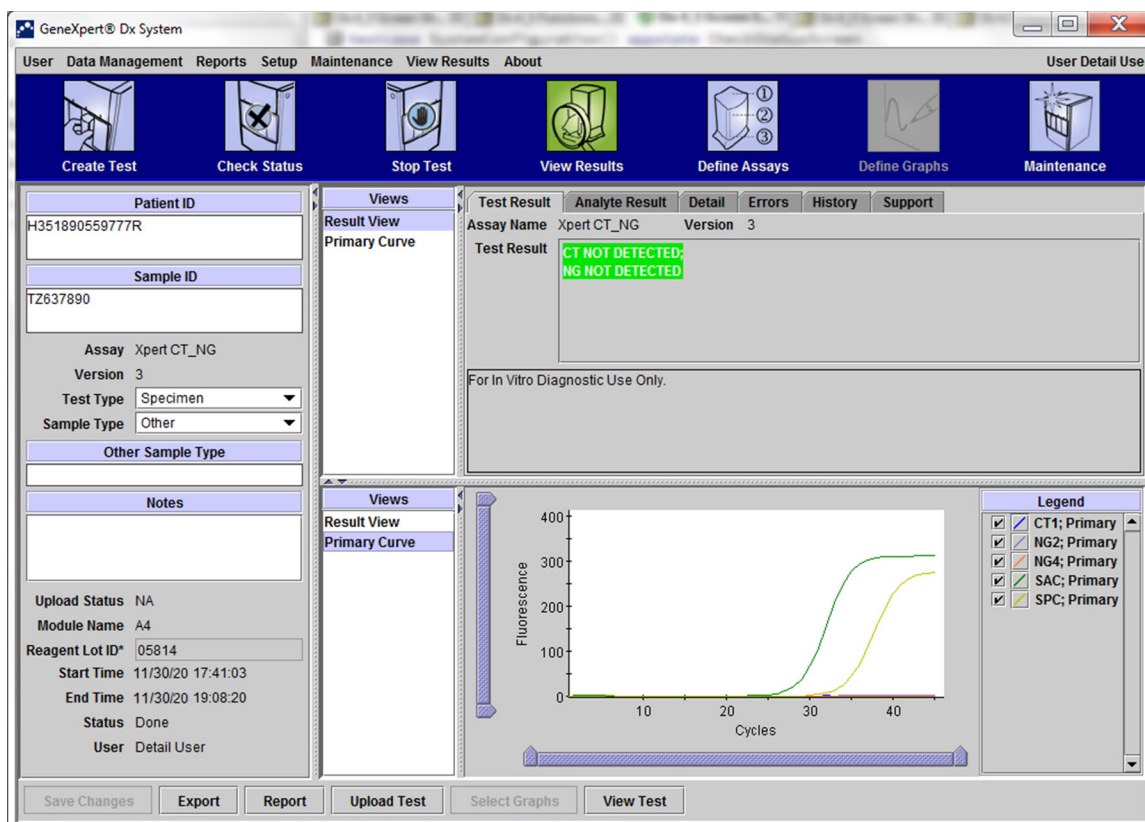 GeneXpert® Dx System
User Data Management Reports Setup Maintenance View Results About User Detail Use
Create Test Check Status Stop Test View Results Define Assays Define Graphs Maintenance
① ② ③
Patient ID
H351890559777R
Sample ID
TZ637890
Assay Xpert CT_NG
Version 3
Test Type Specimen
Sample Type Other
Other Sample Type
Notes
Upload Status NA
Module Name A4
Reagent Lot ID* 05814
Start Time 11/30/20 17:41:03
End Time 11/30/20 19:08:20
Status Done
User Detail User
Views
Result View
Primary Curve
Test Result Analyte Result Detail Errors History Support
Assay Name Xpert CT_NG Version 3
Test Result CT NOT DETECTED;
NG NOT DETECTED
For In Vitro Diagnostic Use Only.
Views
Result View
Primary Curve
400
300
200
100
0
Fluorescence
10 20 30 40
Cycles
Legend
CT1; Primary
NG2; Primary
NG4; Primary
SAC; Primary
SPC; Primary
Save Changes Export Report Upload Test Select Graphs View Test